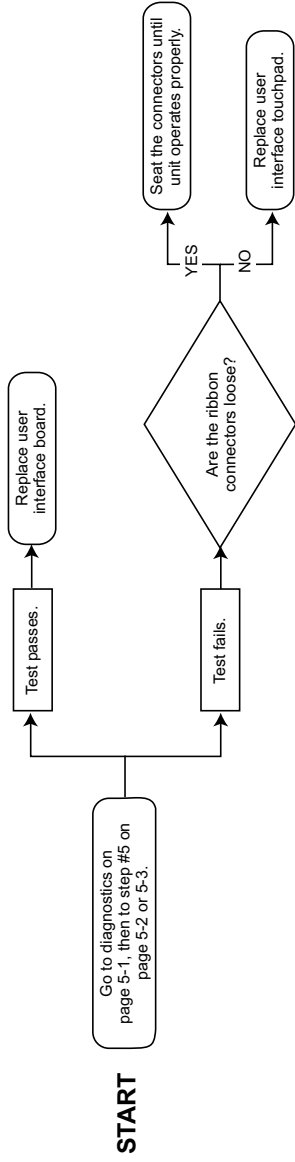 START
Go to diagnostics on
page 5-1, then to step #5 on
page 5-2 or 5-3.
Test passes.
Replace user
interface board.
Test fails.
Are the ribbon
connectors loose?
YES
Seat the connectors until
unit operates properly.
NO
Replace user
interface touchpad.